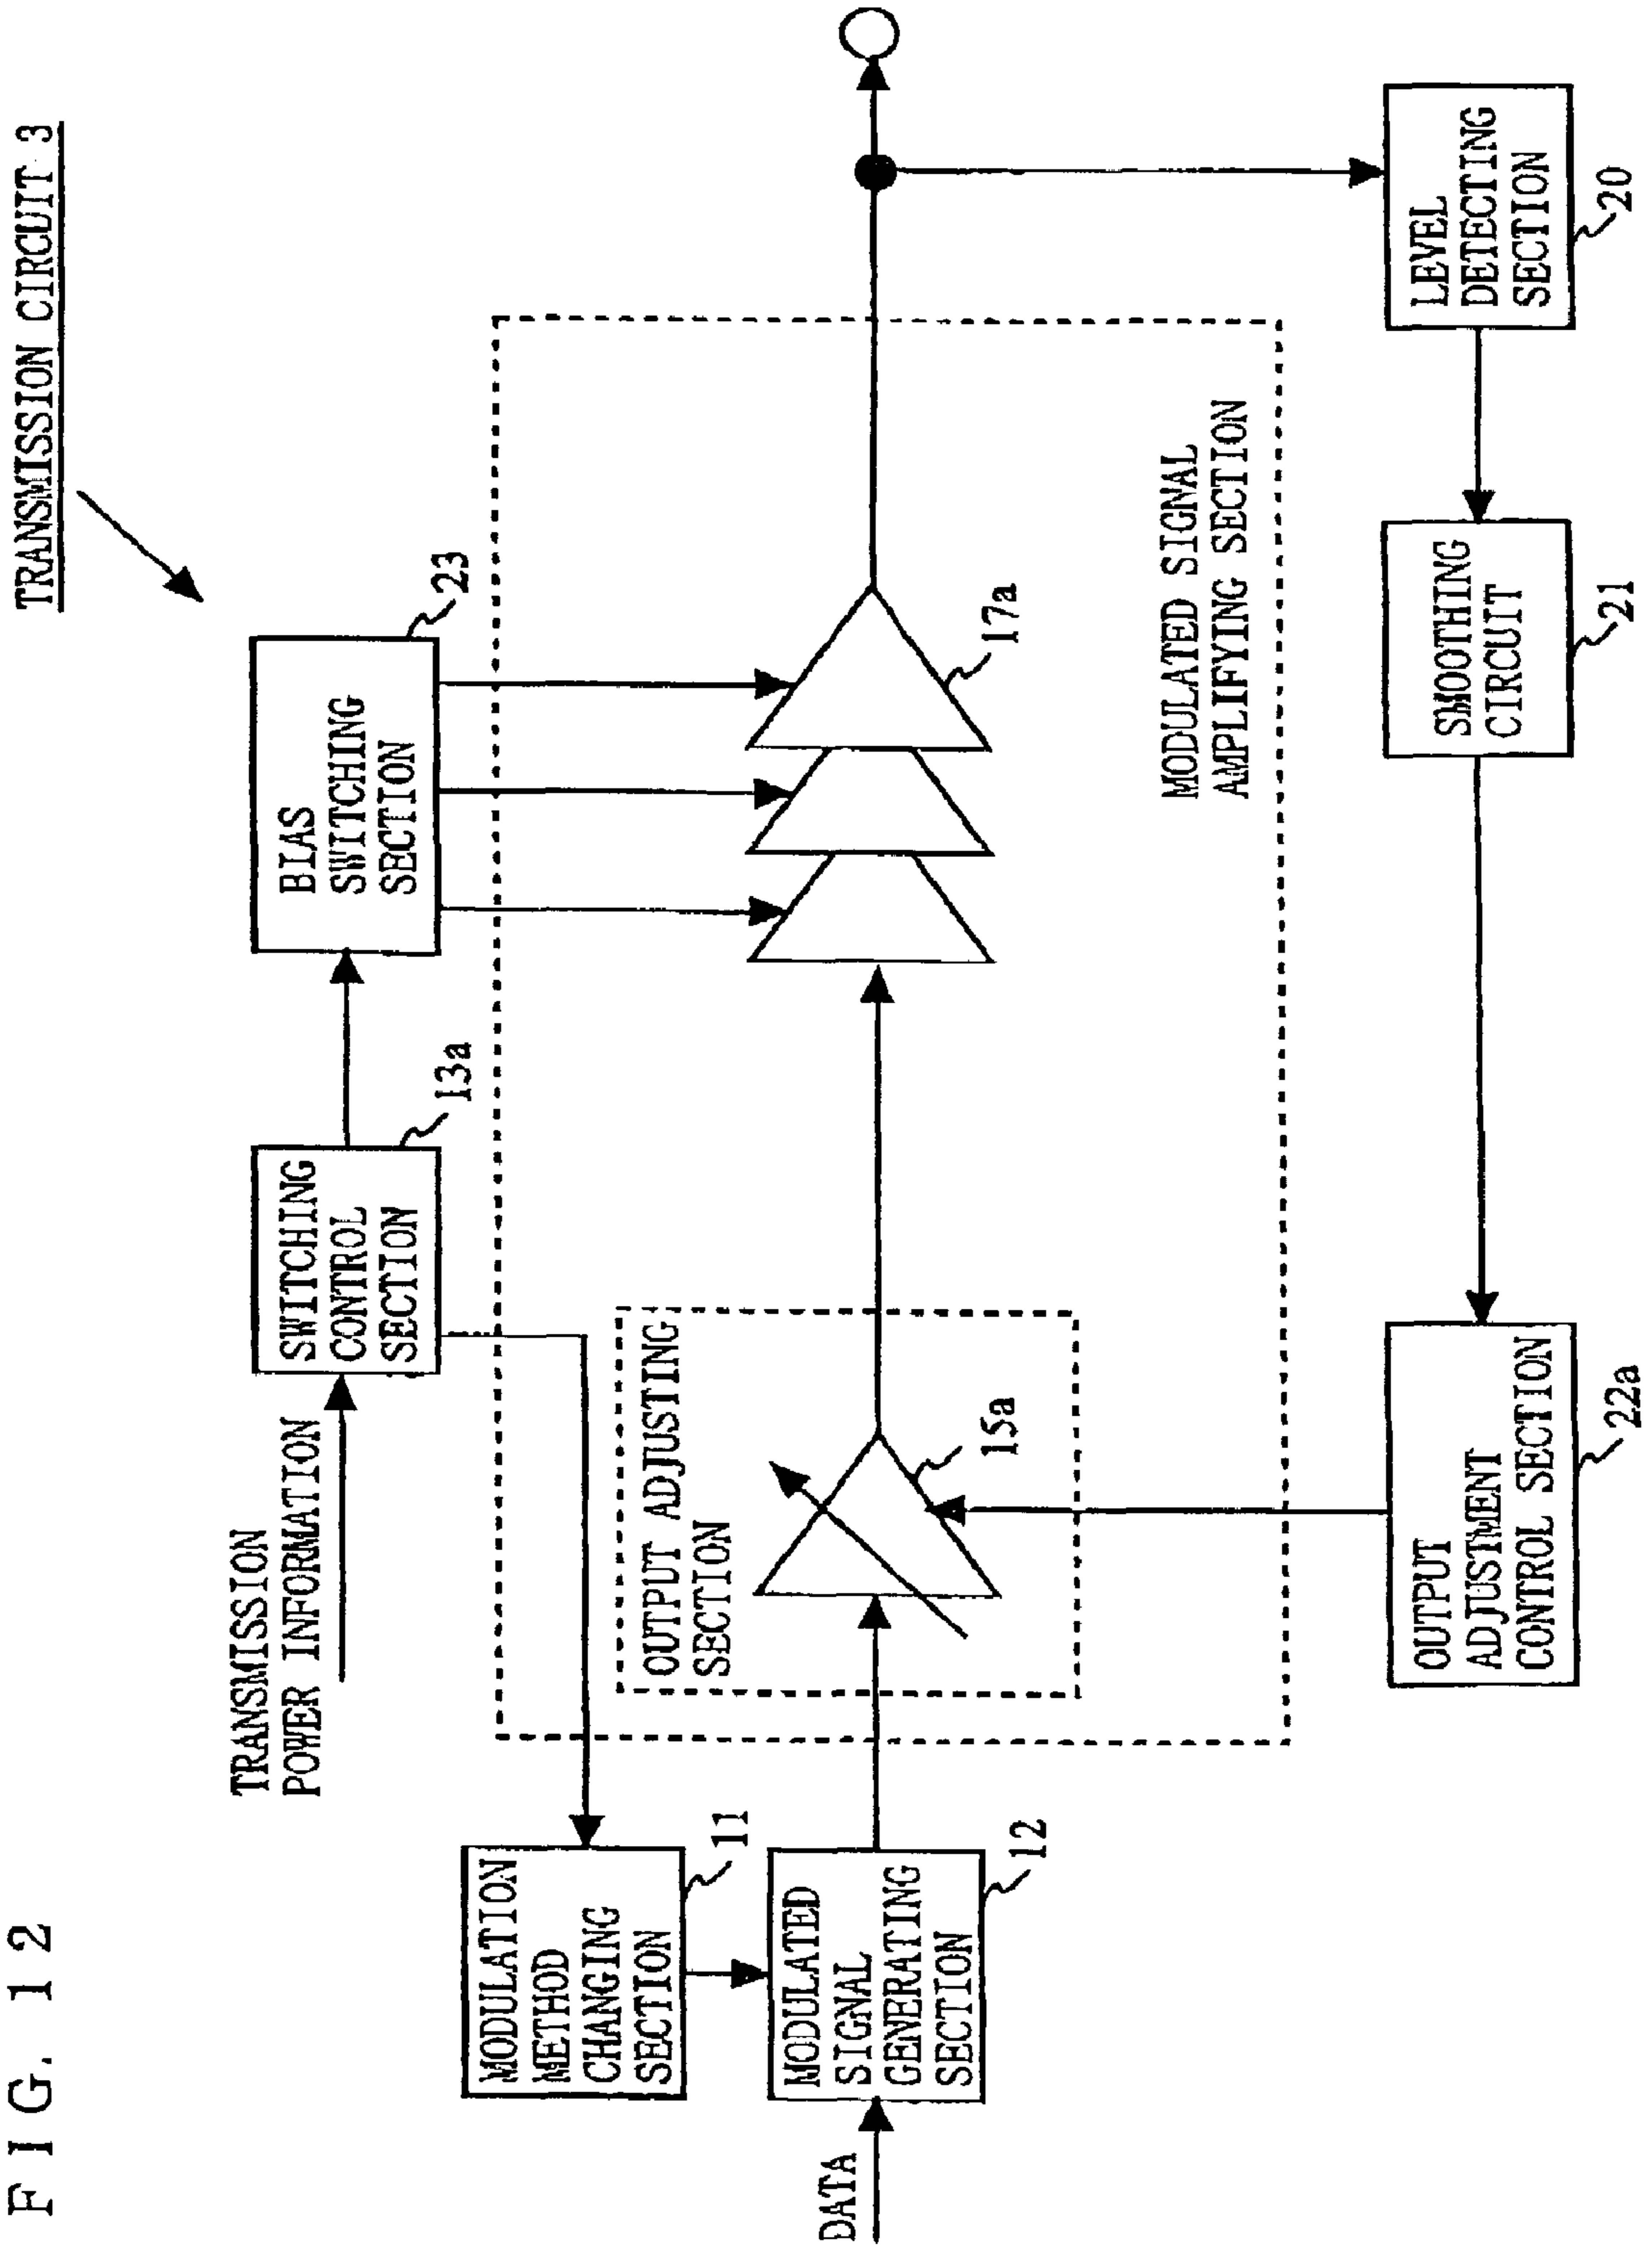 FIG. 12
TRANSMISSION CIRCUIT 3
TRANSMISSION
POWER INFORMATION
SWITCHING
CONTROL
SECTION
13a
BIAS
SWITCHING
SECTION
23
MODULATION
METHOD
CHANGING
SECTION
11
OUTPUT ADJUSTING
SECTION
15a
17a
DATA
MODULATED
SIGNAL
GENERATING
SECTION
12
MODULATED SIGNAL
AMPLIFYING SECTION
OUTPUT
ADJUSTMENT
CONTROL SECTION
22a
SMOOTHING
CIRCUIT
21
LEVEL
DETECTING
SECTION
20